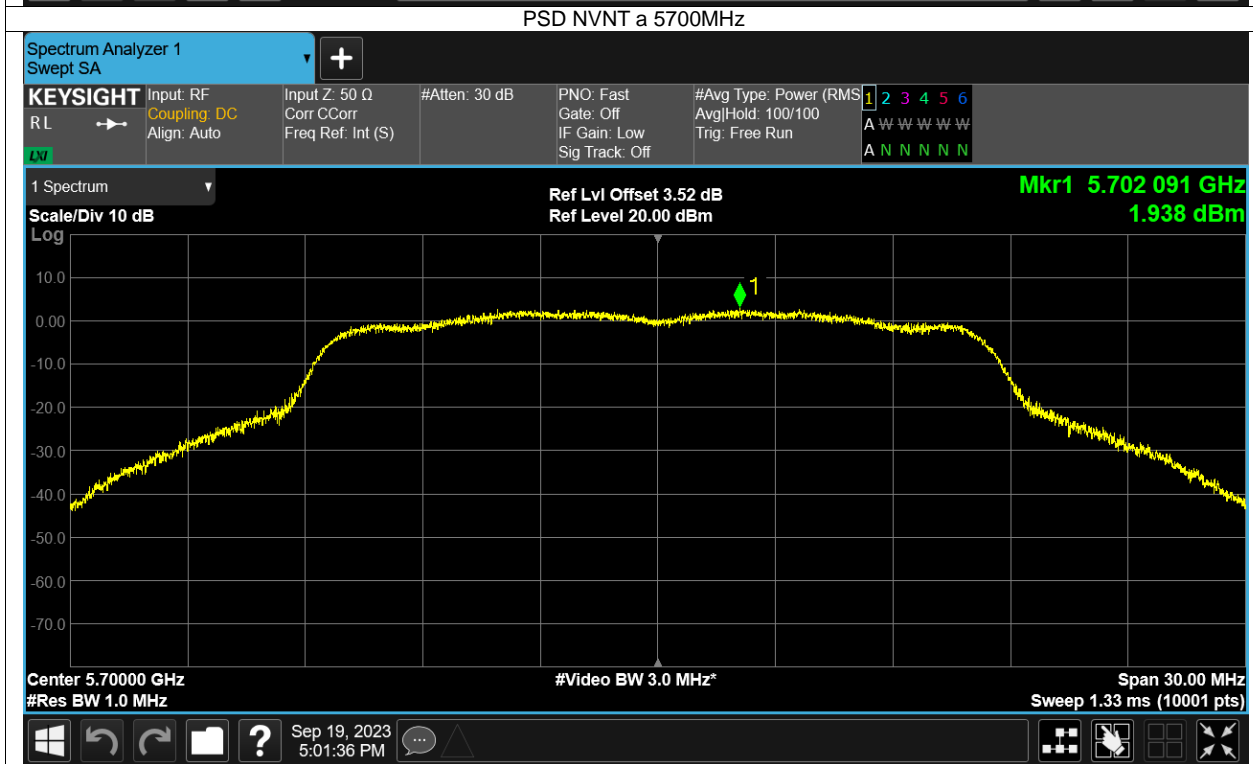 PSD NVNT a 5700MHz
Spectrum Analyzer 1
Swept SA
KEYSIGHT
R L
LXI
Input: RF
Coupling: DC
Align: Auto
Input Z: 50 Ω
Corr CCorr
Freq Ref: Int (S)
#Atten: 30 dB
PNO: Fast
Gate: Off
IF Gain: Low
Sig Track: Off
#Avg Type: Power (RMS
Avg|Hold: 100/100
Trig: Free Run
1 2 3 4 5 6
A W W W W W
A N N N N N
1 Spectrum
Scale/Div 10 dB
Log
Ref Lvl Offset 3.52 dB
Ref Level 20.00 dBm
Mkr1 5.702 091 GHz
1.938 dBm
1
10.0
0.00
-10.0
-20.0
-30.0
-40.0
-50.0
-60.0
-70.0
Center 5.70000 GHz
#Res BW 1.0 MHz
#Video BW 3.0 MHz*
Span 30.00 MHz
Sweep 1.33 ms (10001 pts)
?
Sep 19, 2023
5:01:36 PM